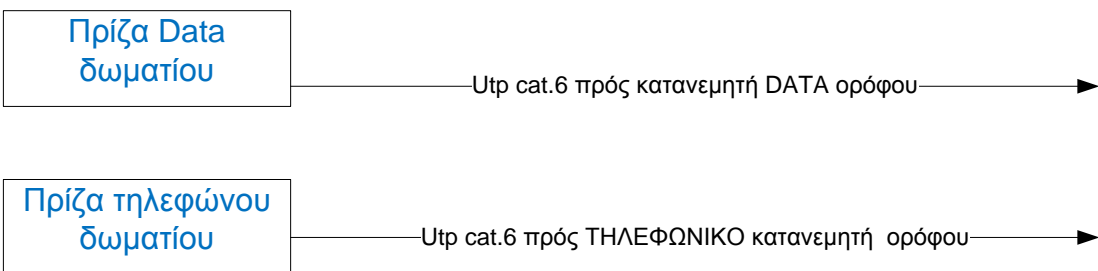 Πρίζα Data
δωματίου
Utp cat.6 πρός κατανεμητή DATA ορόφου
Πρίζα τηλεφώνου
δωματίου
Utp cat.6 πρός ΤΗΛΕΦΩΝΙΚΟ κατανεμητή  ορόφου